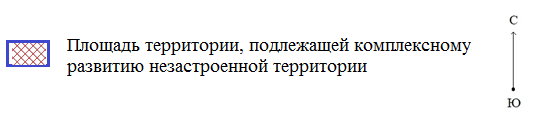 С
Площадь территории, подлежащей комплексному
развитию незастроенной территории
Ю